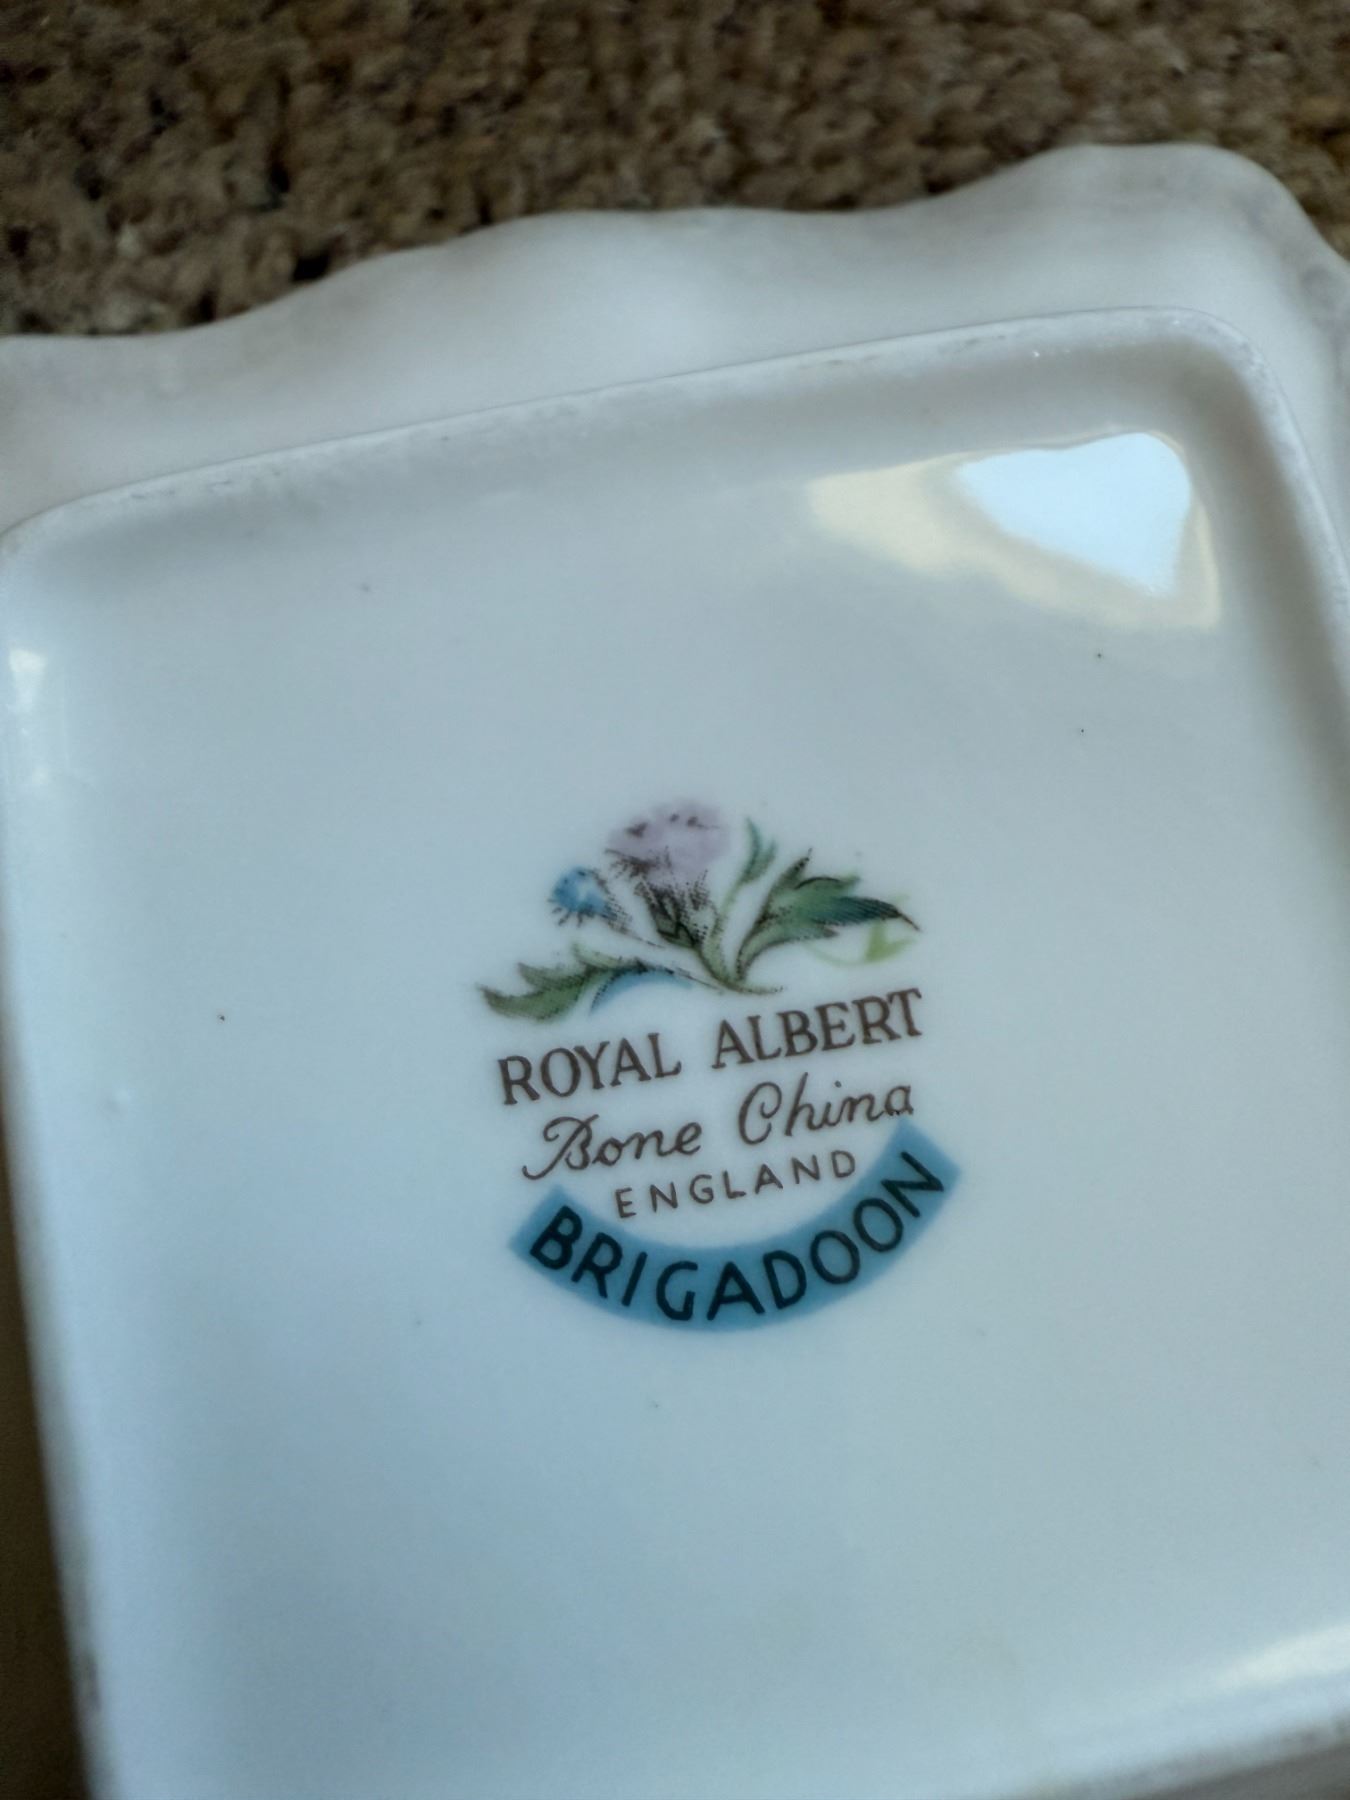 ROYAL ALBERT
Bone China
ENGLAND
BRIGADOON